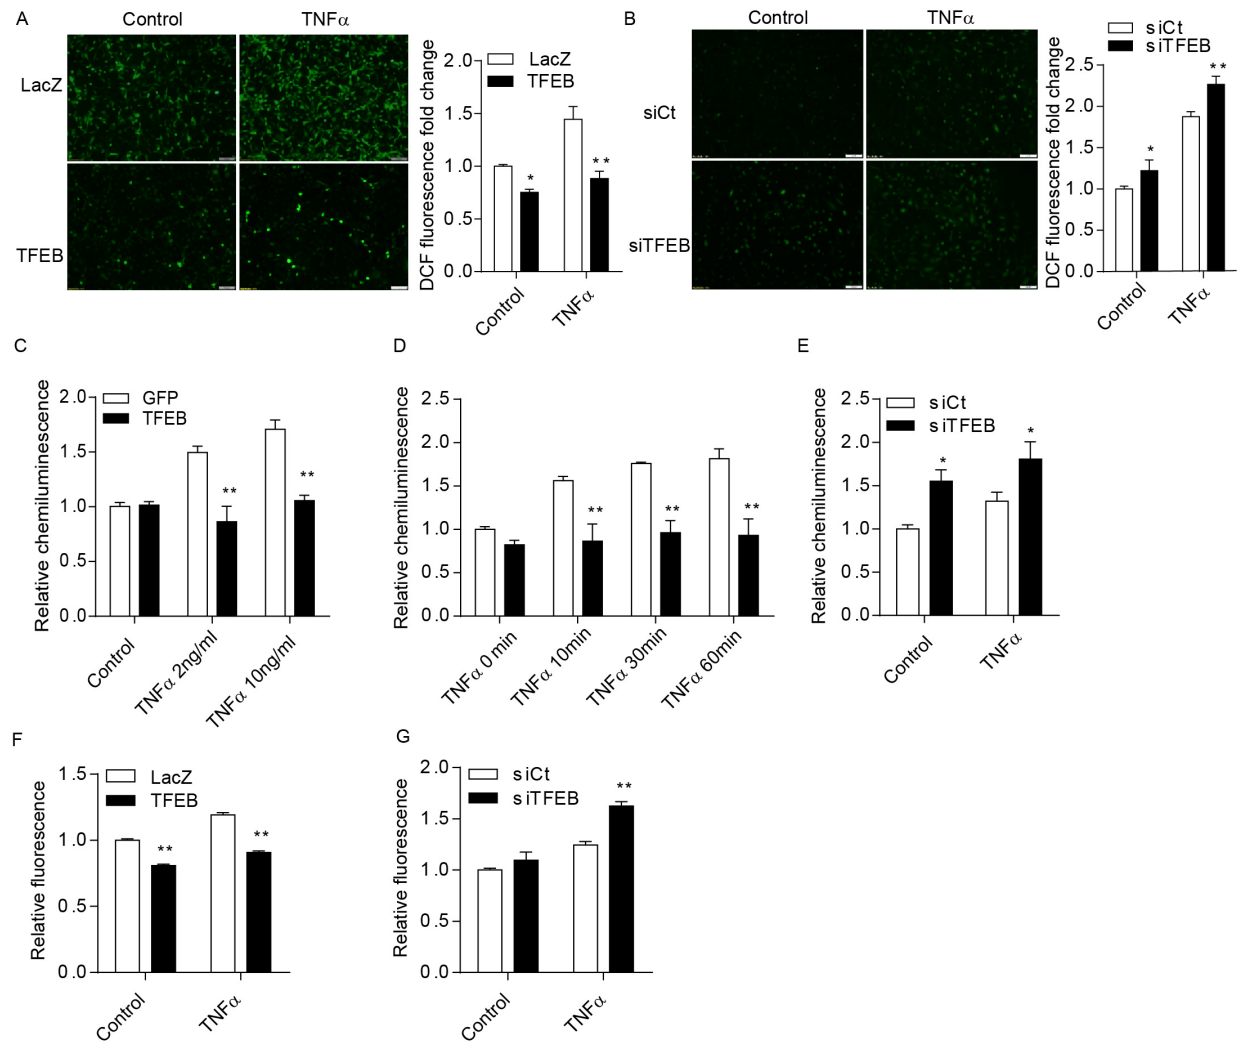 A
Control
TNFα
LacZ
TFEB
DCF fluorescence fold change
2.0
1.5
1.0
0.5
0.0
LacZ
TFEB
*
**
Control
TNFα
B
Control
TNFα
siCt
siTFEB
DCF fluorescence fold change
siCt
siTFEB
2.5
2.0
1.5
1.0
0.5
0.0
*
**
Control
TNFα
C
Relative chemiluminescence
2.0
1.5
1.0
0.5
0.0
GFP
TFEB
**
**
Control
TNFα 2ng/ml
TNFα 10ng/ml
D
Relative chemiluminescence
2.5
2.0
1.5
1.0
0.5
0.0
**
**
**
TNFα 0 min
TNFα 10min
TNFα 30min
TNFα 60min
E
Relative chemiluminescence
2.5
2.0
1.5
1.0
0.5
0.0
siCt
siTFEB
*
*
Control
TNFα
F
Relative fluorescence
1.5
1.0
0.5
0.0
LacZ
TFEB
**
**
Control
TNFα
G
Relative fluorescence
2.0
1.5
1.0
0.5
0.0
siCt
siTFEB
**
Control
TNFα